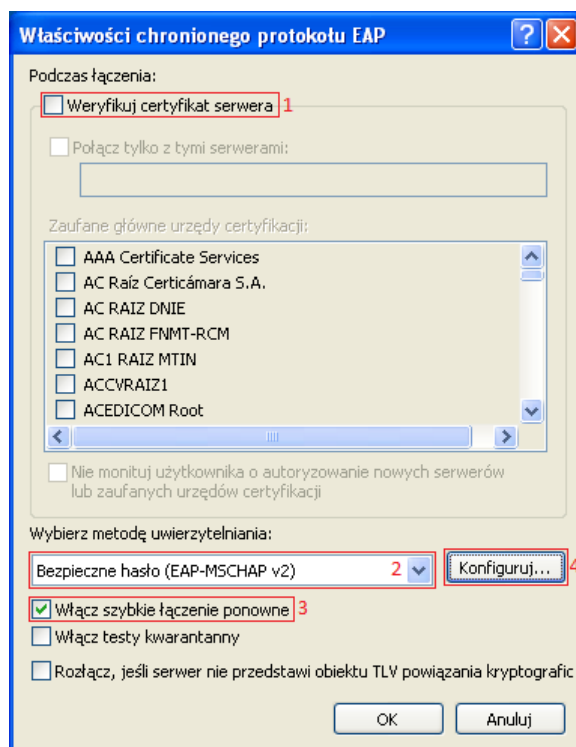 Właściwości chronionego protokołu EAP
Podczas łączenia:
Weryfikuj certyfikat serwera 1
Połącz tylko z tymi serwerami:
Zaufane główne urzędy certyfikacji:
AAA Certificate Services
AC Raíz Certicámara S.A.
AC RAIZ DNIE
AC RAIZ FNMT-RCM
AC1 RAIZ MTIN
ACCVRAIZ1
ACEDICOM Root
Nie monituj użytkownika o autoryzowanie nowych serwerów
lub zaufanych urzędów certyfikacji
Wybierz metodę uwierzytelniania:
Bezpieczne hasło (EAP-MSCHAP v2) 2 Konfiguruj... 4
Włącz szybkie łączenie ponowne 3
Włącz testy kwarantanny
Rozłącz, jeśli serwer nie przedstawi obiektu TLV powiązania kryptografic
OK Anuluj